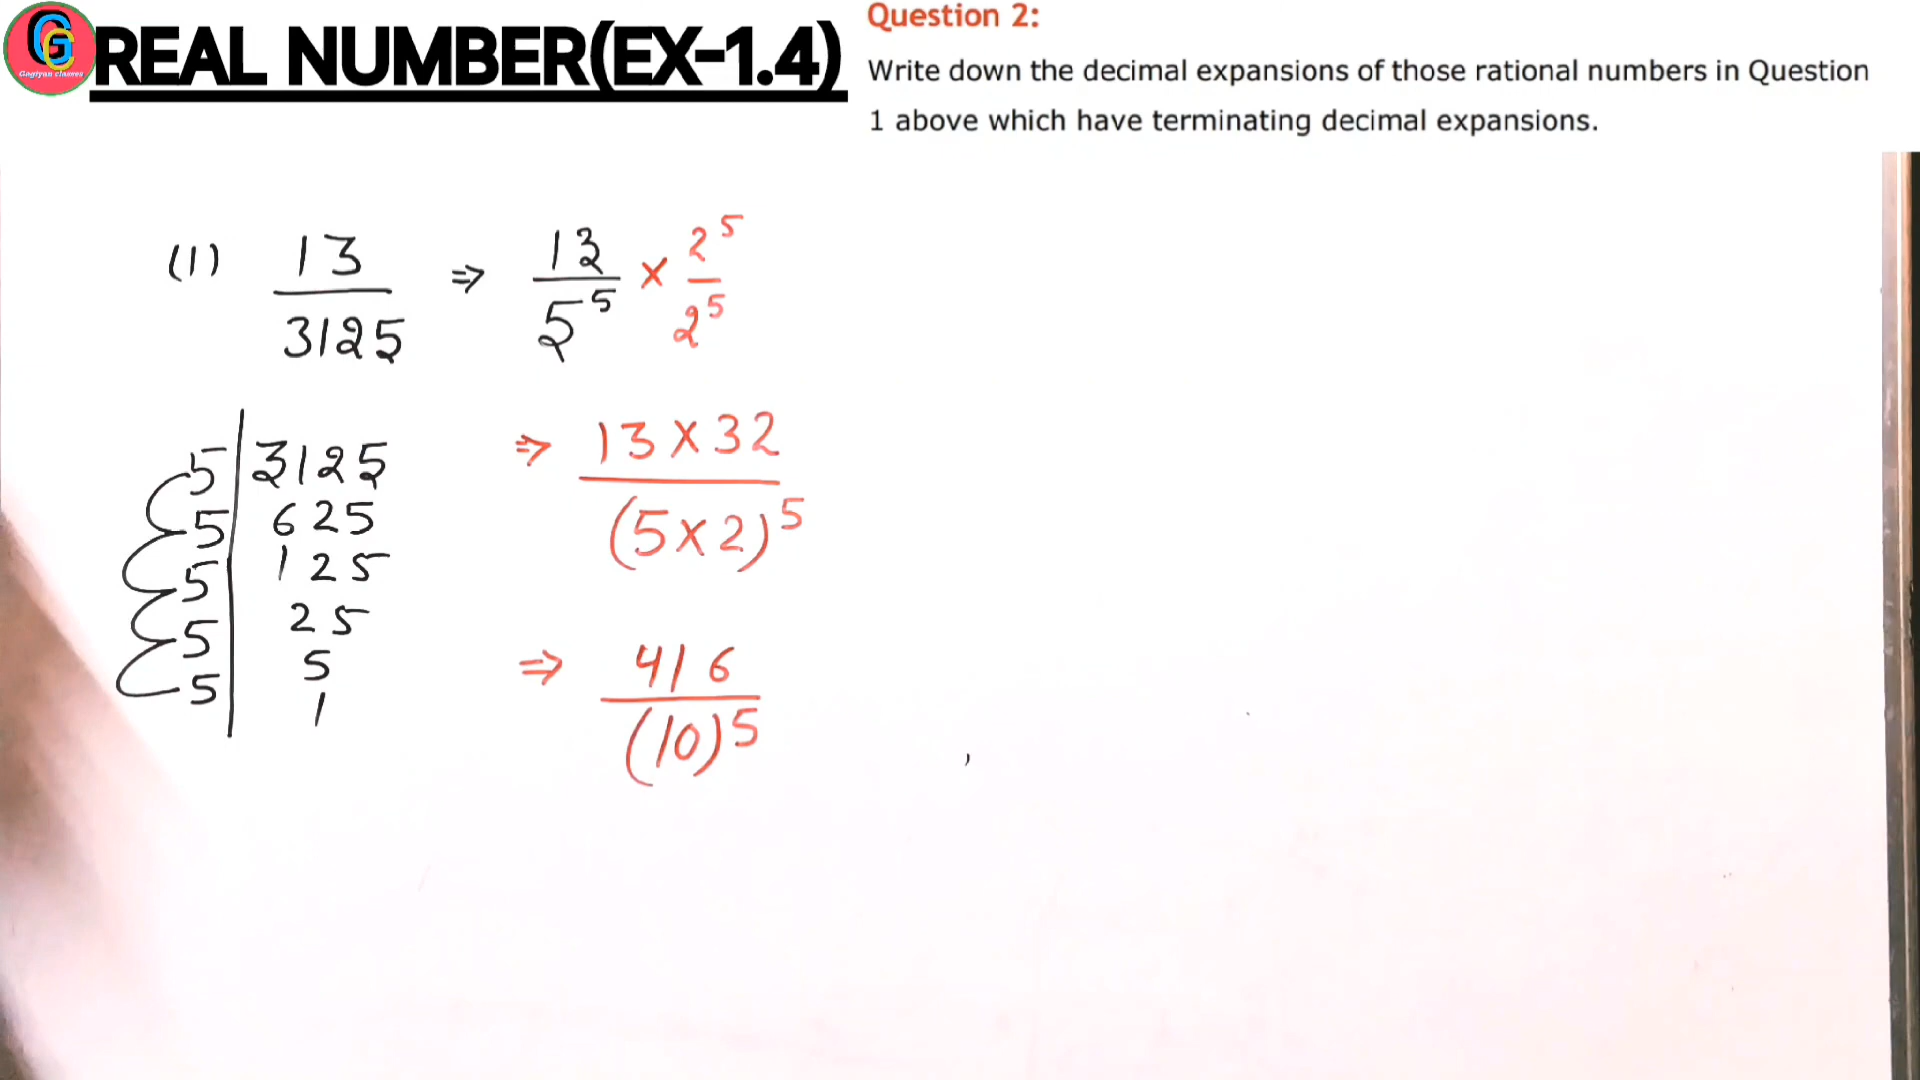 REAL NUMBER(EX-1.4)
Gagiyan classes
Question 2:
Write down the decimal expansions of those rational numbers in Question
1 above which have terminating decimal expansions.
(1) 13/3125 ⇒ 13/5^5 × 2^5/2^5
5 | 3125
5 | 625
5 | 125
5 | 25
5 | 5
1
⇒ 13×32/(5×2)^5
⇒ 416/(10)^5